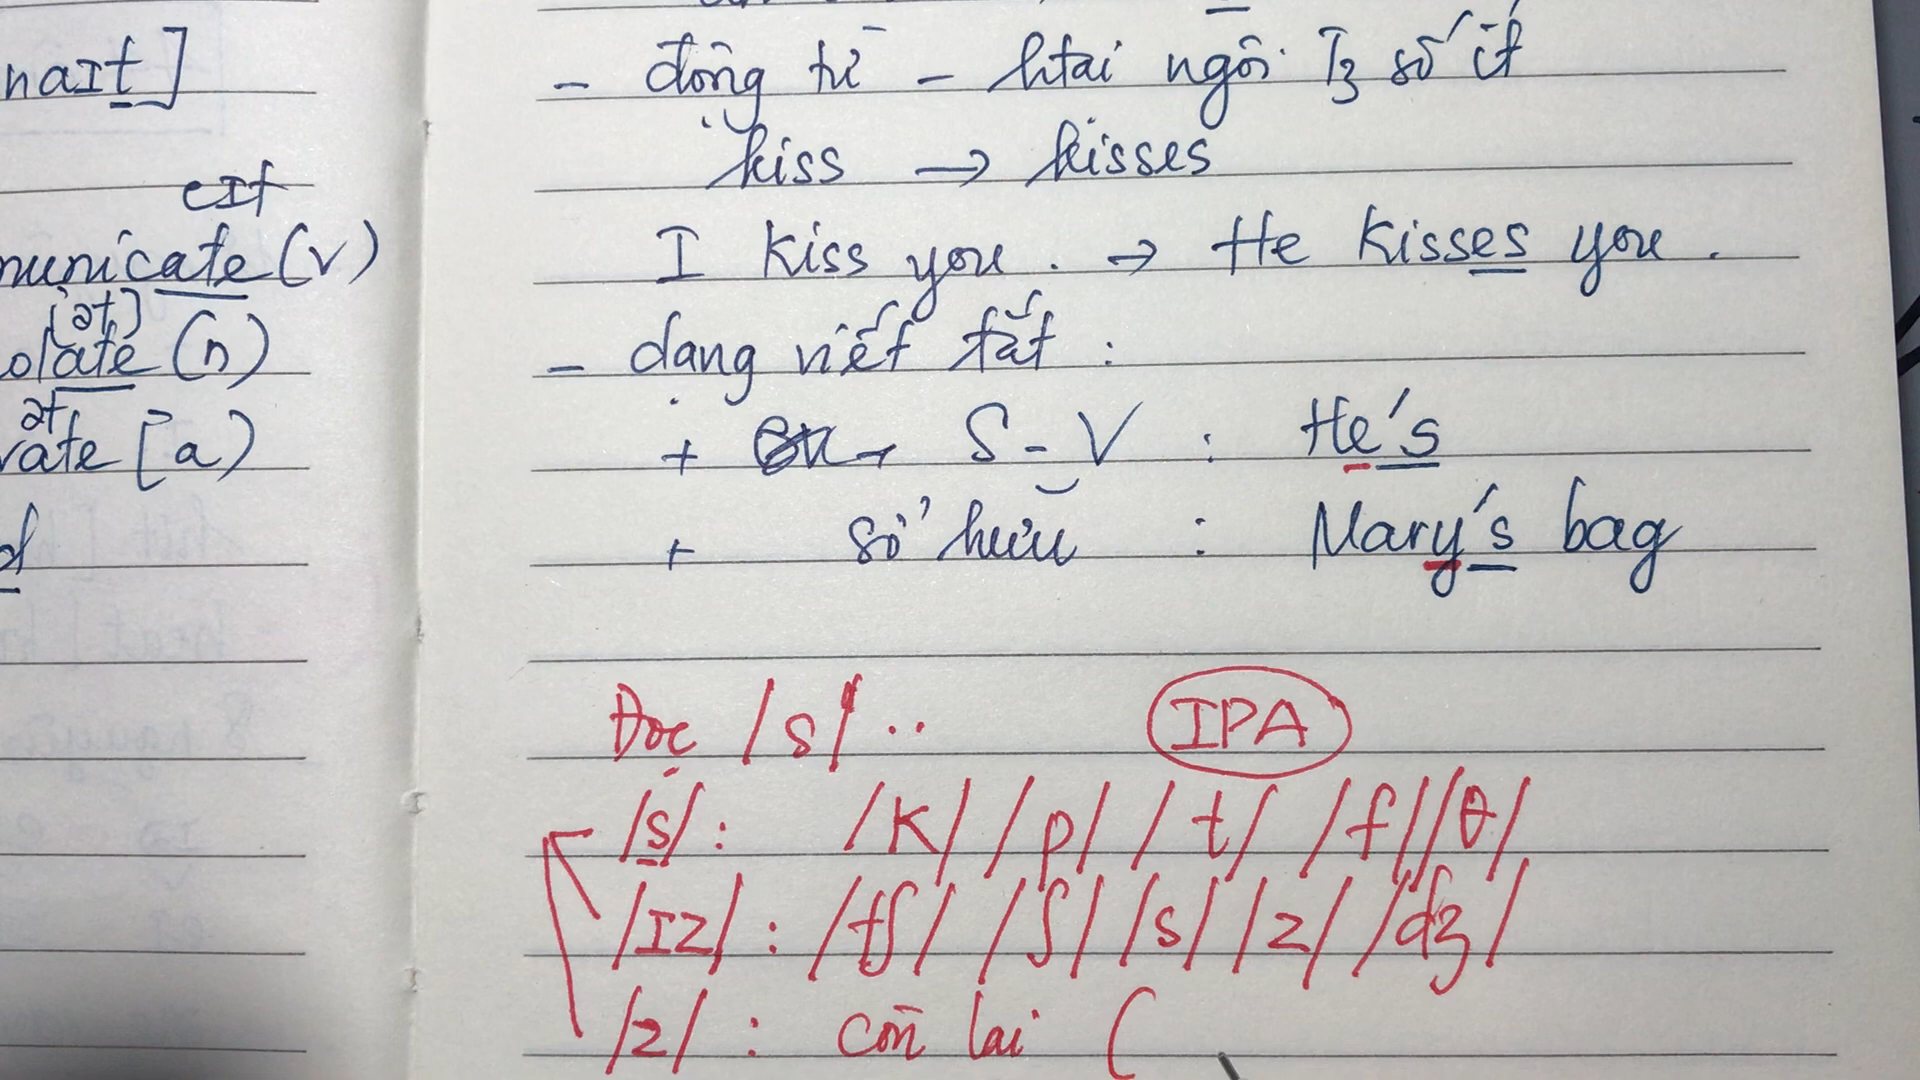 naɪt]
eɪt
municate (v)
[ət]
olate (n)
ət
rate [a)
- động từ - htại ngôi T3 số ít
kiss → kisses
I kiss you. → He kisses you.
- dạng viết tắt:
+ S - V : He's
+ sở hữu : Mary's bag
Đọc /s/.. IPA
/s/: /k/ /p/ /t/ /f/ /θ/
/ɪz/: /tʃ/ /ʃ/ /s/ /z/ /dʒ/
/z/: còn lại (